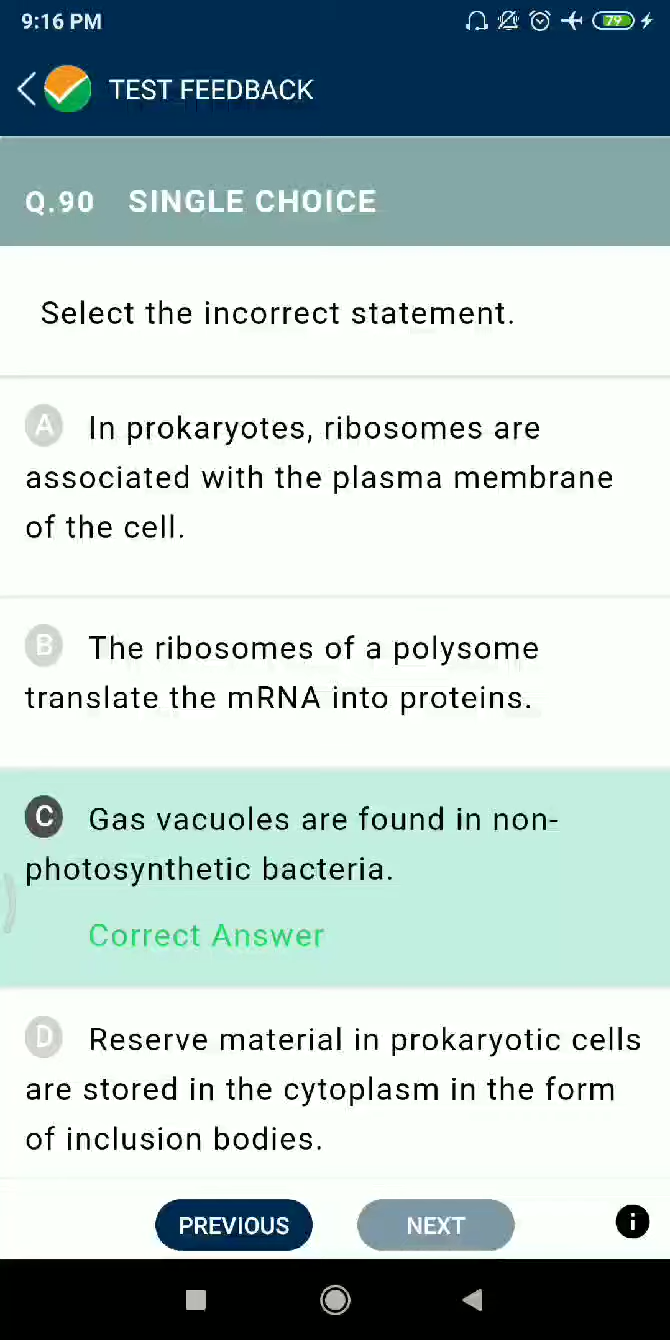 9:16 PM
79
TEST FEEDBACK
Q.90 SINGLE CHOICE
Select the incorrect statement.
A In prokaryotes, ribosomes are
associated with the plasma membrane
of the cell.
B The ribosomes of a polysome
translate the mRNA into proteins.
C Gas vacuoles are found in non-
photosynthetic bacteria.
Correct Answer
D Reserve material in prokaryotic cells
are stored in the cytoplasm in the form
of inclusion bodies.
PREVIOUS NEXT i